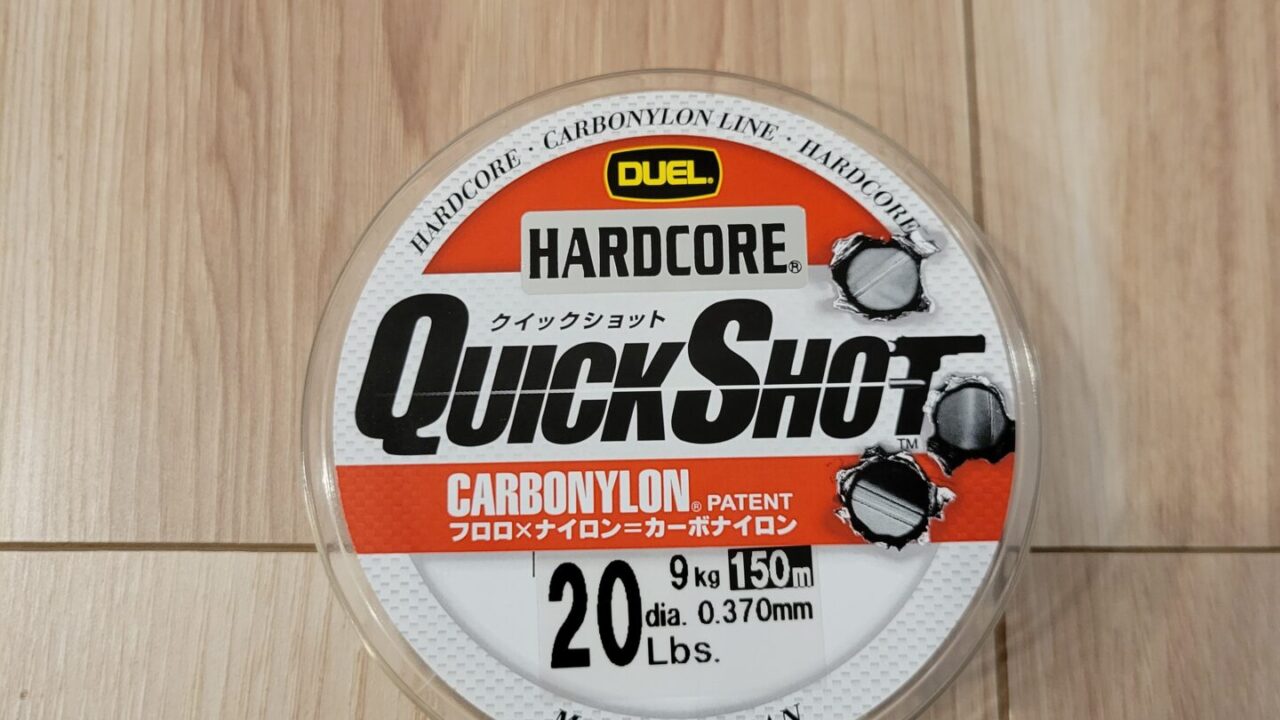 HARDCORE · CARBONYLON LINE · HARDCORE
DUEL®
HARDCORE®
クイックショット
QUICKSHOT™
CARBONYLON® PATENT
フロロ×ナイロン=カーボナイロン
20 Lbs.
9kg 150m
dia. 0.370mm